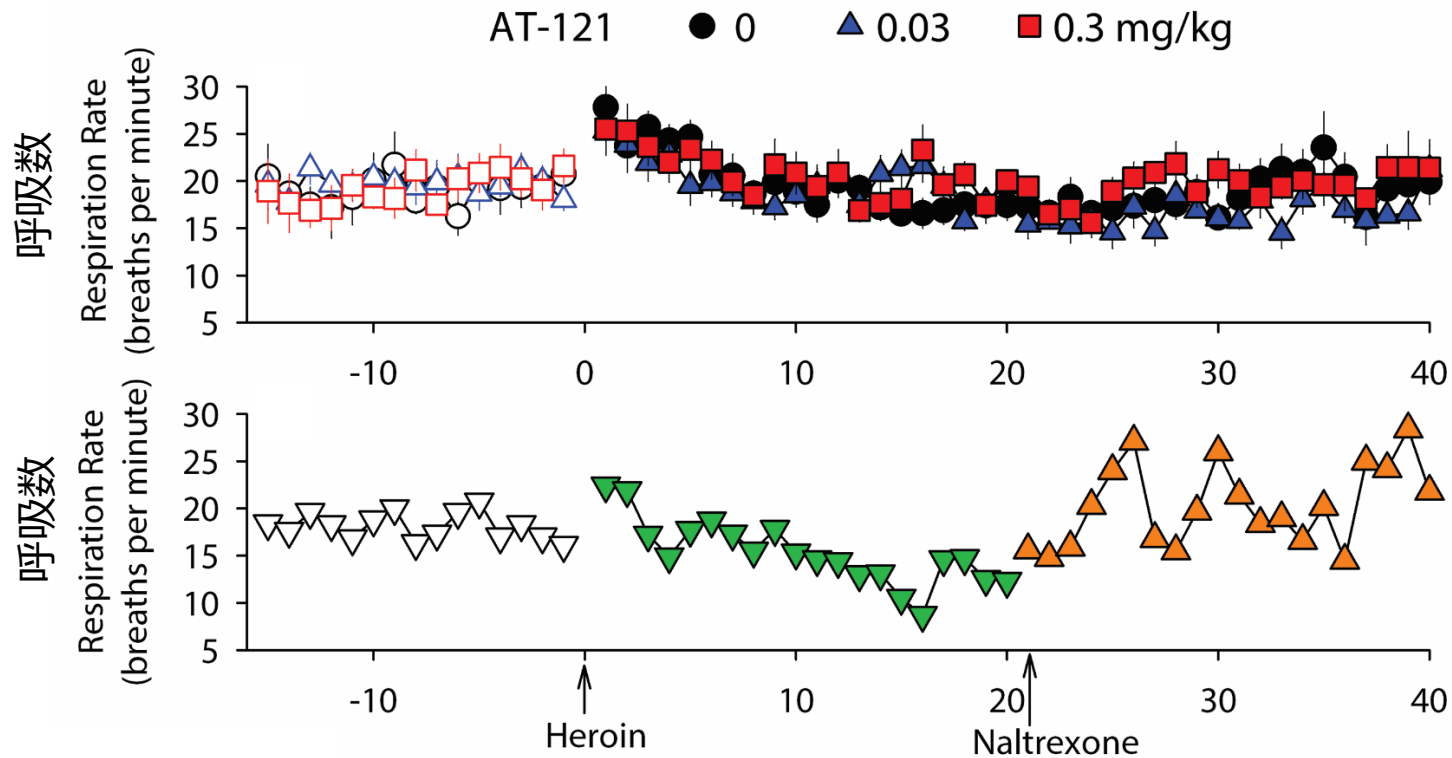 AT-121 0 0.03 0.3 mg/kg
呼吸数
Respiration Rate
(breaths per minute)
30
25
20
15
10
5
-10 0 10 20 30 40
呼吸数
Respiration Rate
(breaths per minute)
30
25
20
15
10
5
-10 10 20 30 40
Heroin
Naltrexone